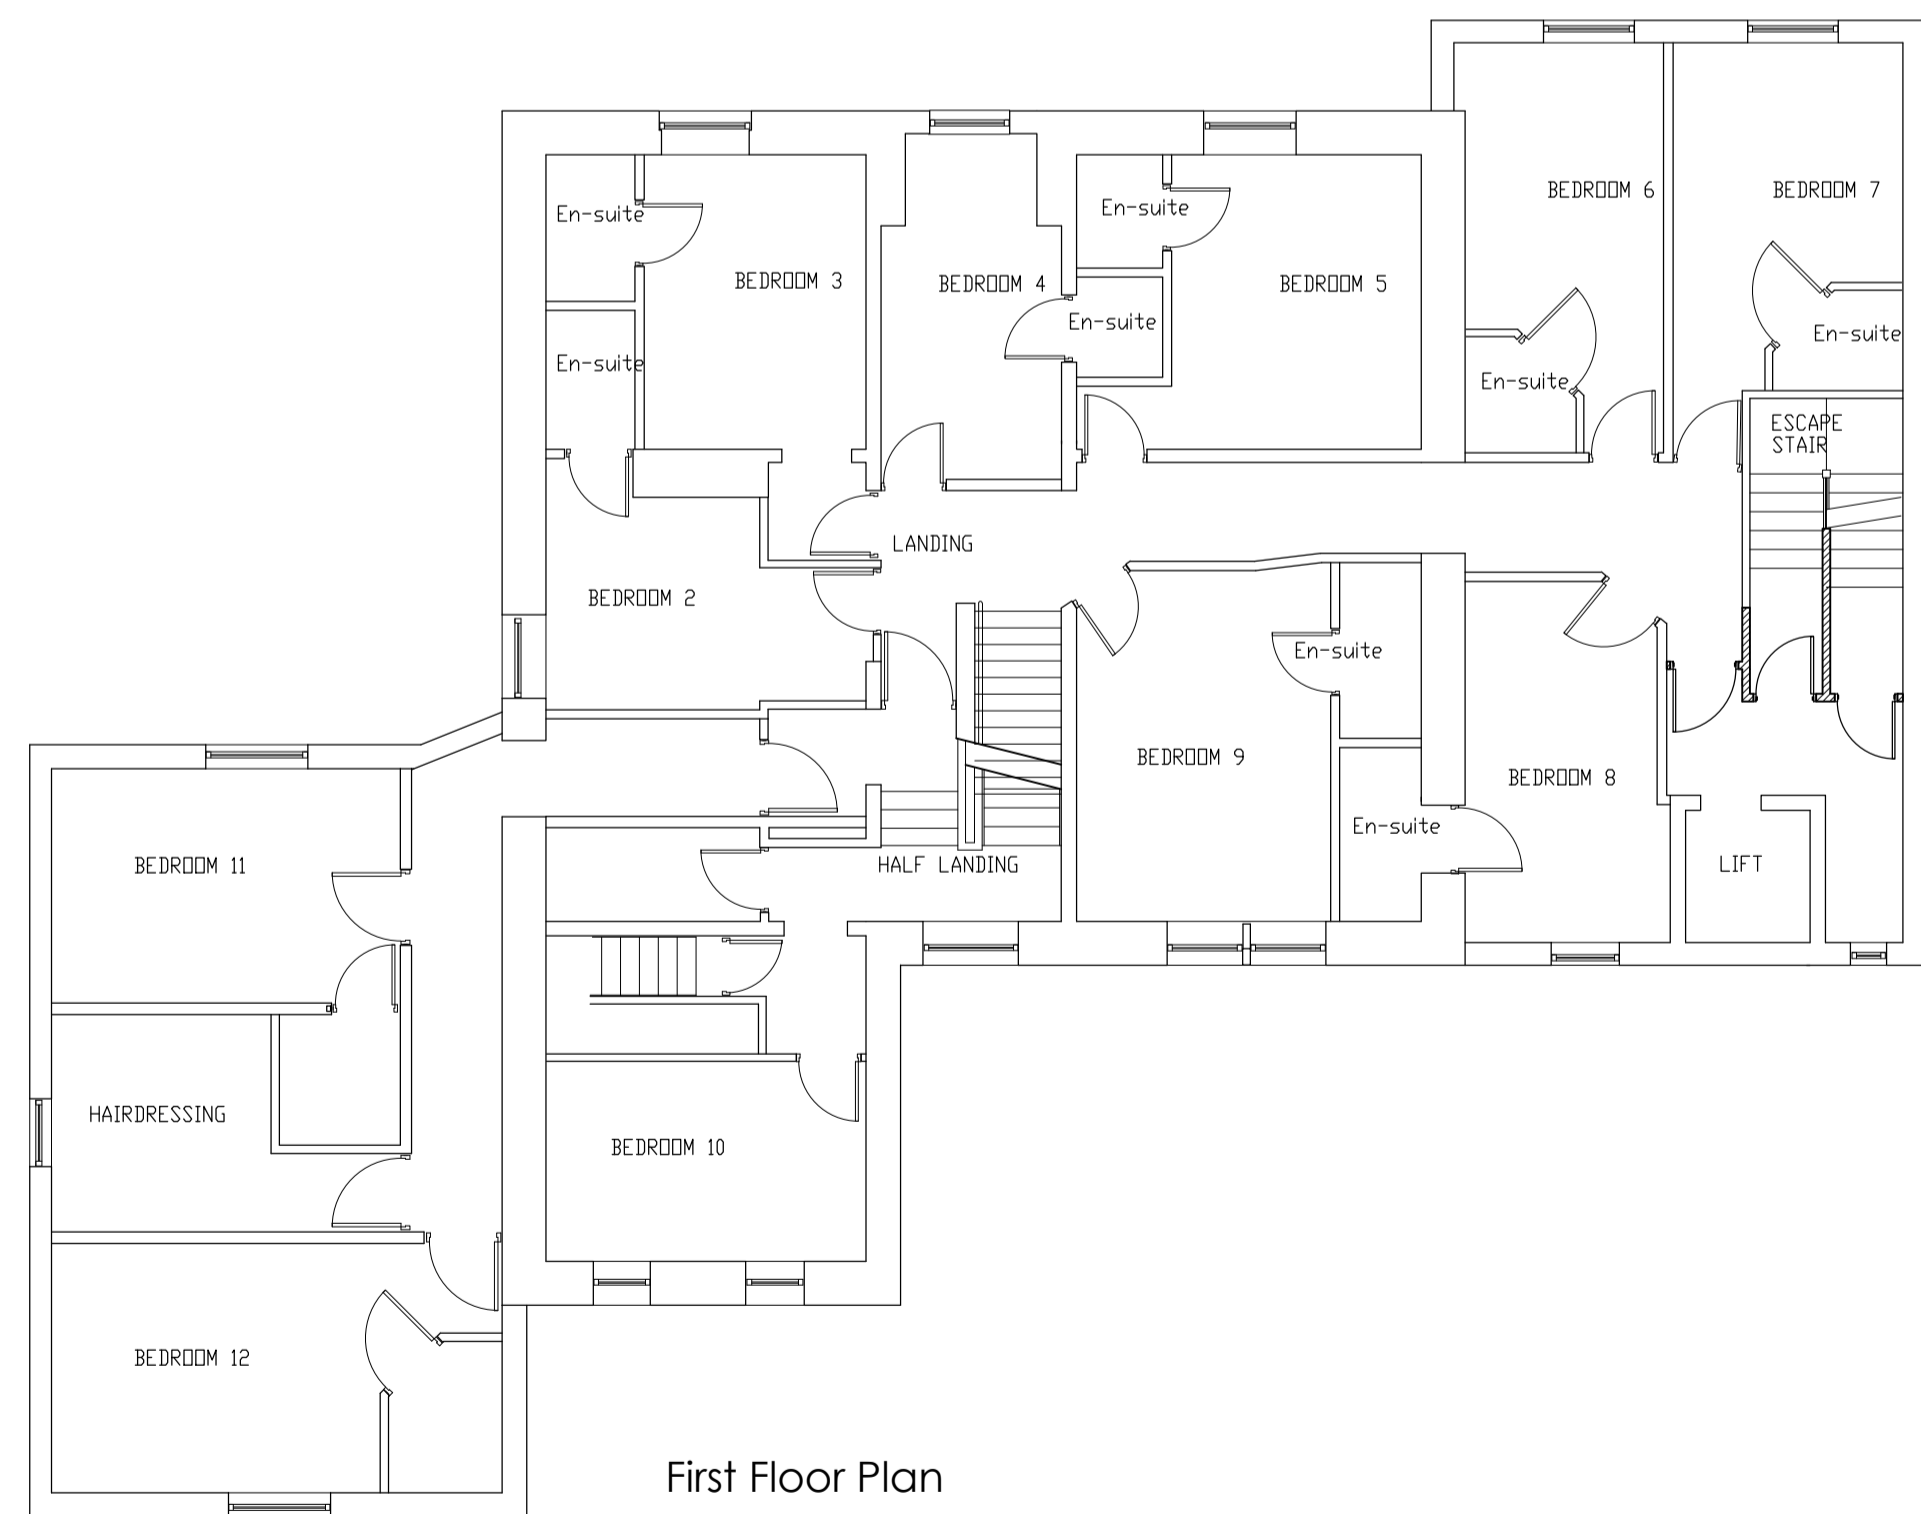 BEDROOM 6
BEDROOM 7
En-suite
En-suite
BEDROOM 3
BEDROOM 4
BEDROOM 5
En-suite
En-suite
En-suite
En-suite
En-suite
ESCAPE
STAIR
LANDING
BEDROOM 2
En-suite
BEDROOM 9
BEDROOM 8
En-suite
BEDROOM 11
HALF LANDING
LIFT
HAIRDRESSING
BEDROOM 10
BEDROOM 12
First Floor Plan